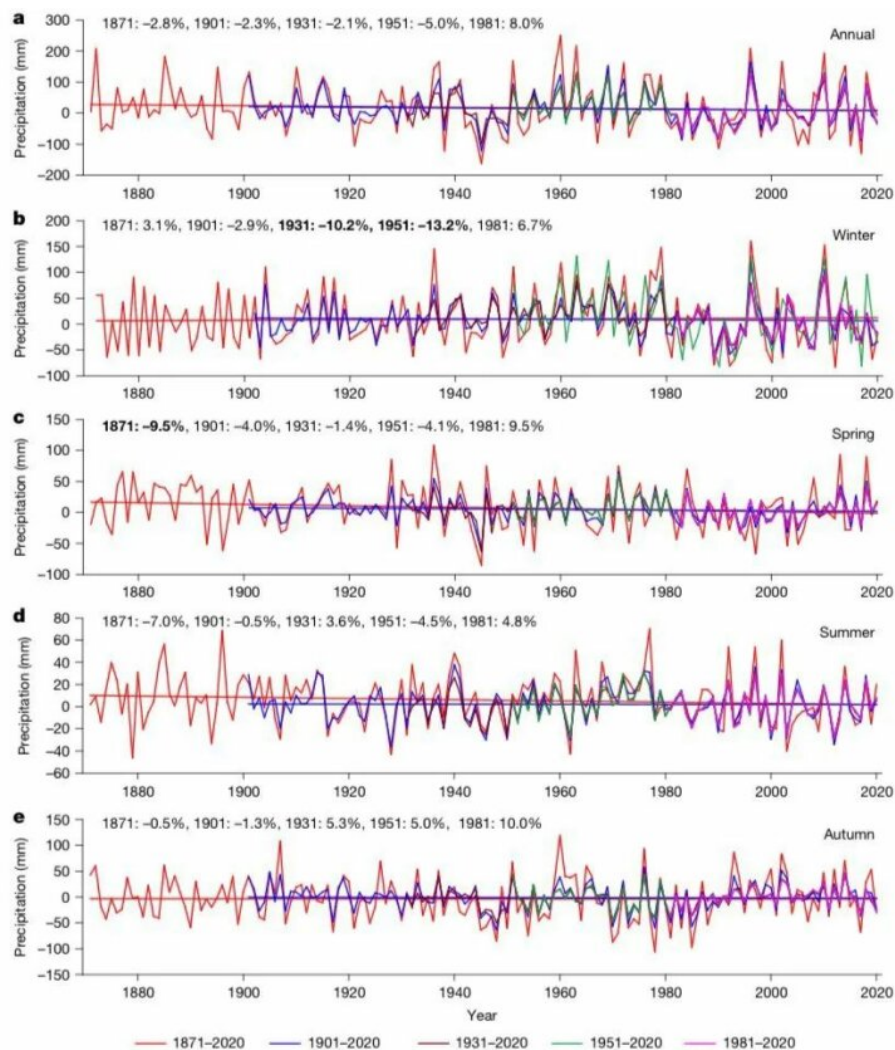 a
300
1871: –2.8%, 1901: –2.3%, 1931: –2.1%, 1951: –5.0%, 1981: 8.0%
Annual
200
100
0
–100
–200
Precipitation (mm)
1880 1900 1920 1940 1960 1980 2000 2020
b
200
1871: 3.1%, 1901: –2.9%, 1931: –10.2%, 1951: –13.2%, 1981: 6.7%
Winter
150
100
50
0
–50
–100
Precipitation (mm)
1880 1900 1920 1940 1960 1980 2000 2020
c
150
1871: –9.5%, 1901: –4.0%, 1931: –1.4%, 1951: –4.1%, 1981: 9.5%
Spring
100
50
0
–50
–100
Precipitation (mm)
1880 1900 1920 1940 1960 1980 2000 2020
d
80
1871: –7.0%, 1901: –0.5%, 1931: 3.6%, 1951: –4.5%, 1981: 4.8%
Summer
60
40
20
0
–20
–40
–60
Precipitation (mm)
1880 1900 1920 1940 1960 1980 2000 2020
e
150
1871: –0.5%, 1901: –1.3%, 1931: 5.3%, 1951: 5.0%, 1981: 10.0%
Autumn
100
50
0
–50
–100
–150
Precipitation (mm)
1880 1900 1920 1940 1960 1980 2000 2020
Year
1871–2020 1901–2020 1931–2020 1951–2020 1981–2020